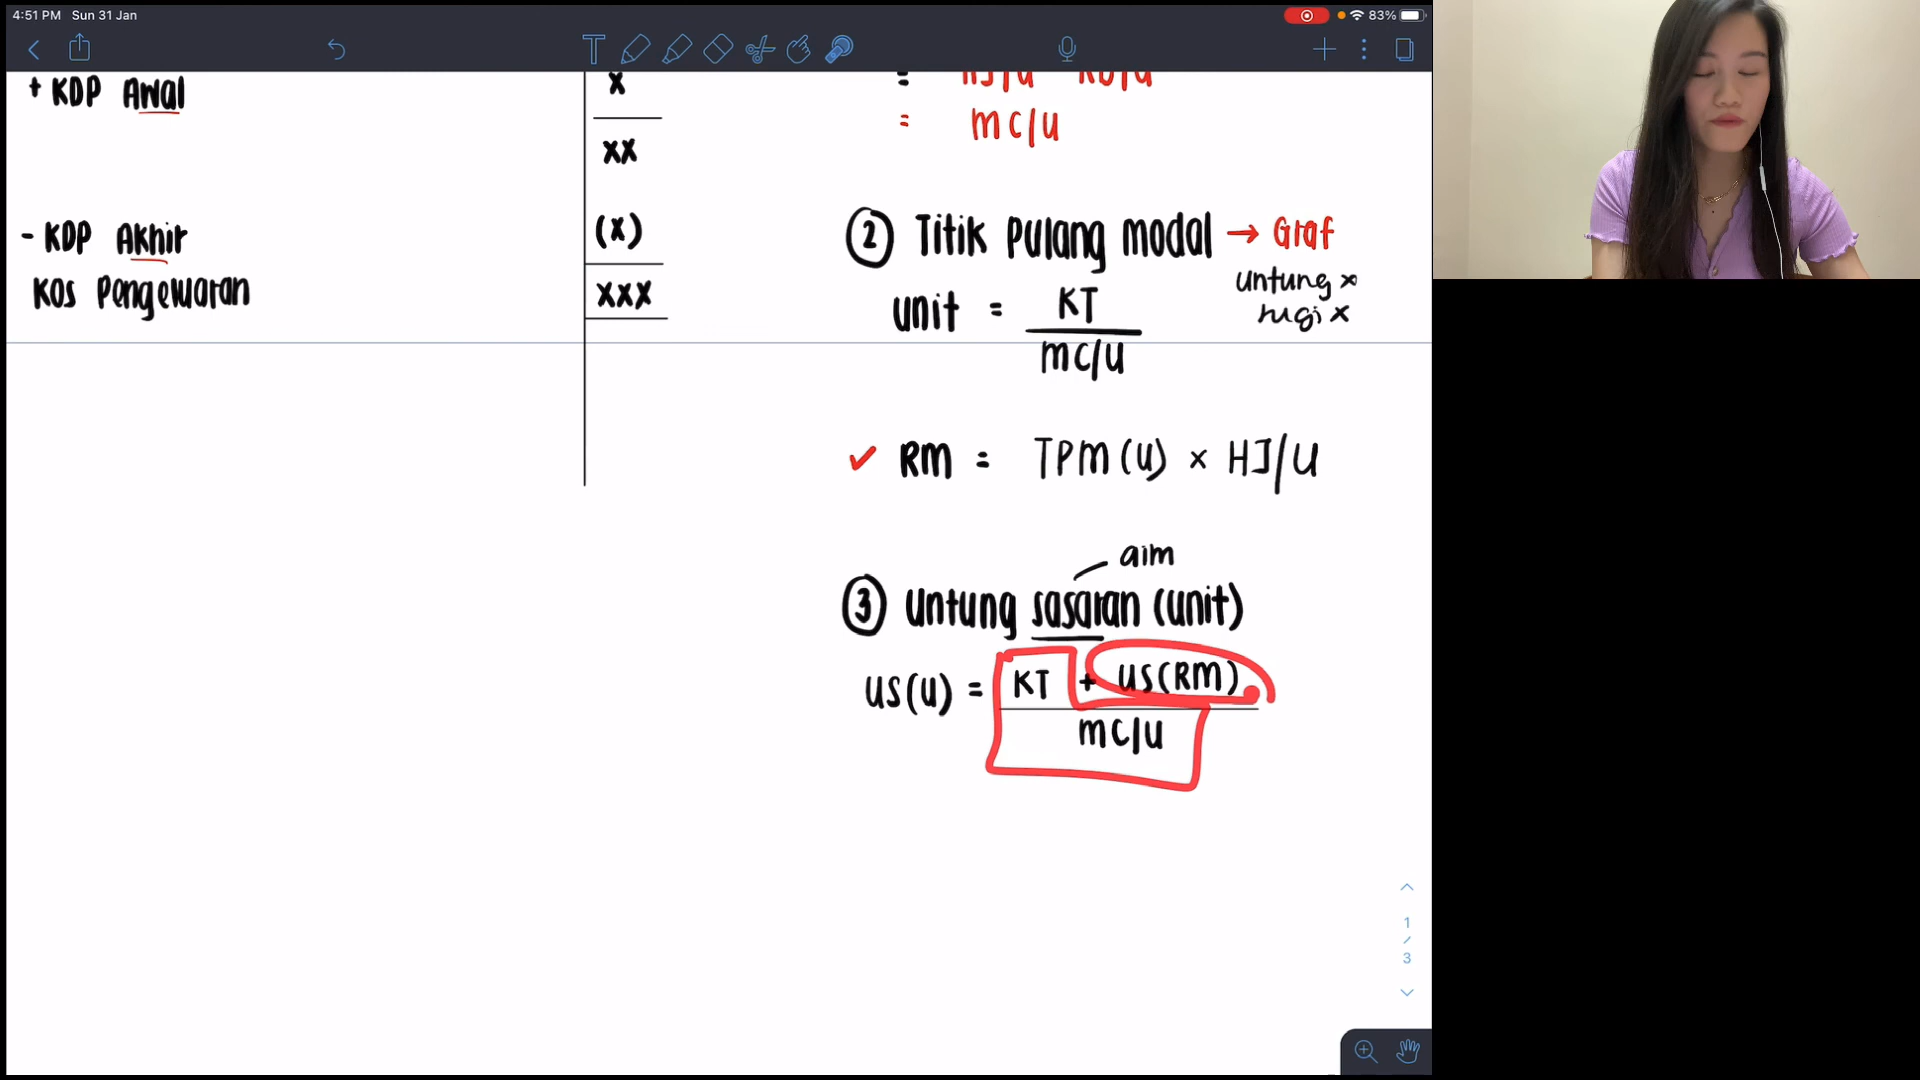 4:51 PM Sun 31 Jan
83%
+ KDP Awal
x
xx
- KDP Akhir
(x)
Kos Pengeluaran
xxx
= mc/u
② Titik pulang modal → Graf
untung x
rugi x
unit = KT
mc/u
✓ Rm = TPM(u) × HJ/U
aim
③ Untung sasaran (unit)
us(u) = KT + us(RM)
mc/u
1
/
3